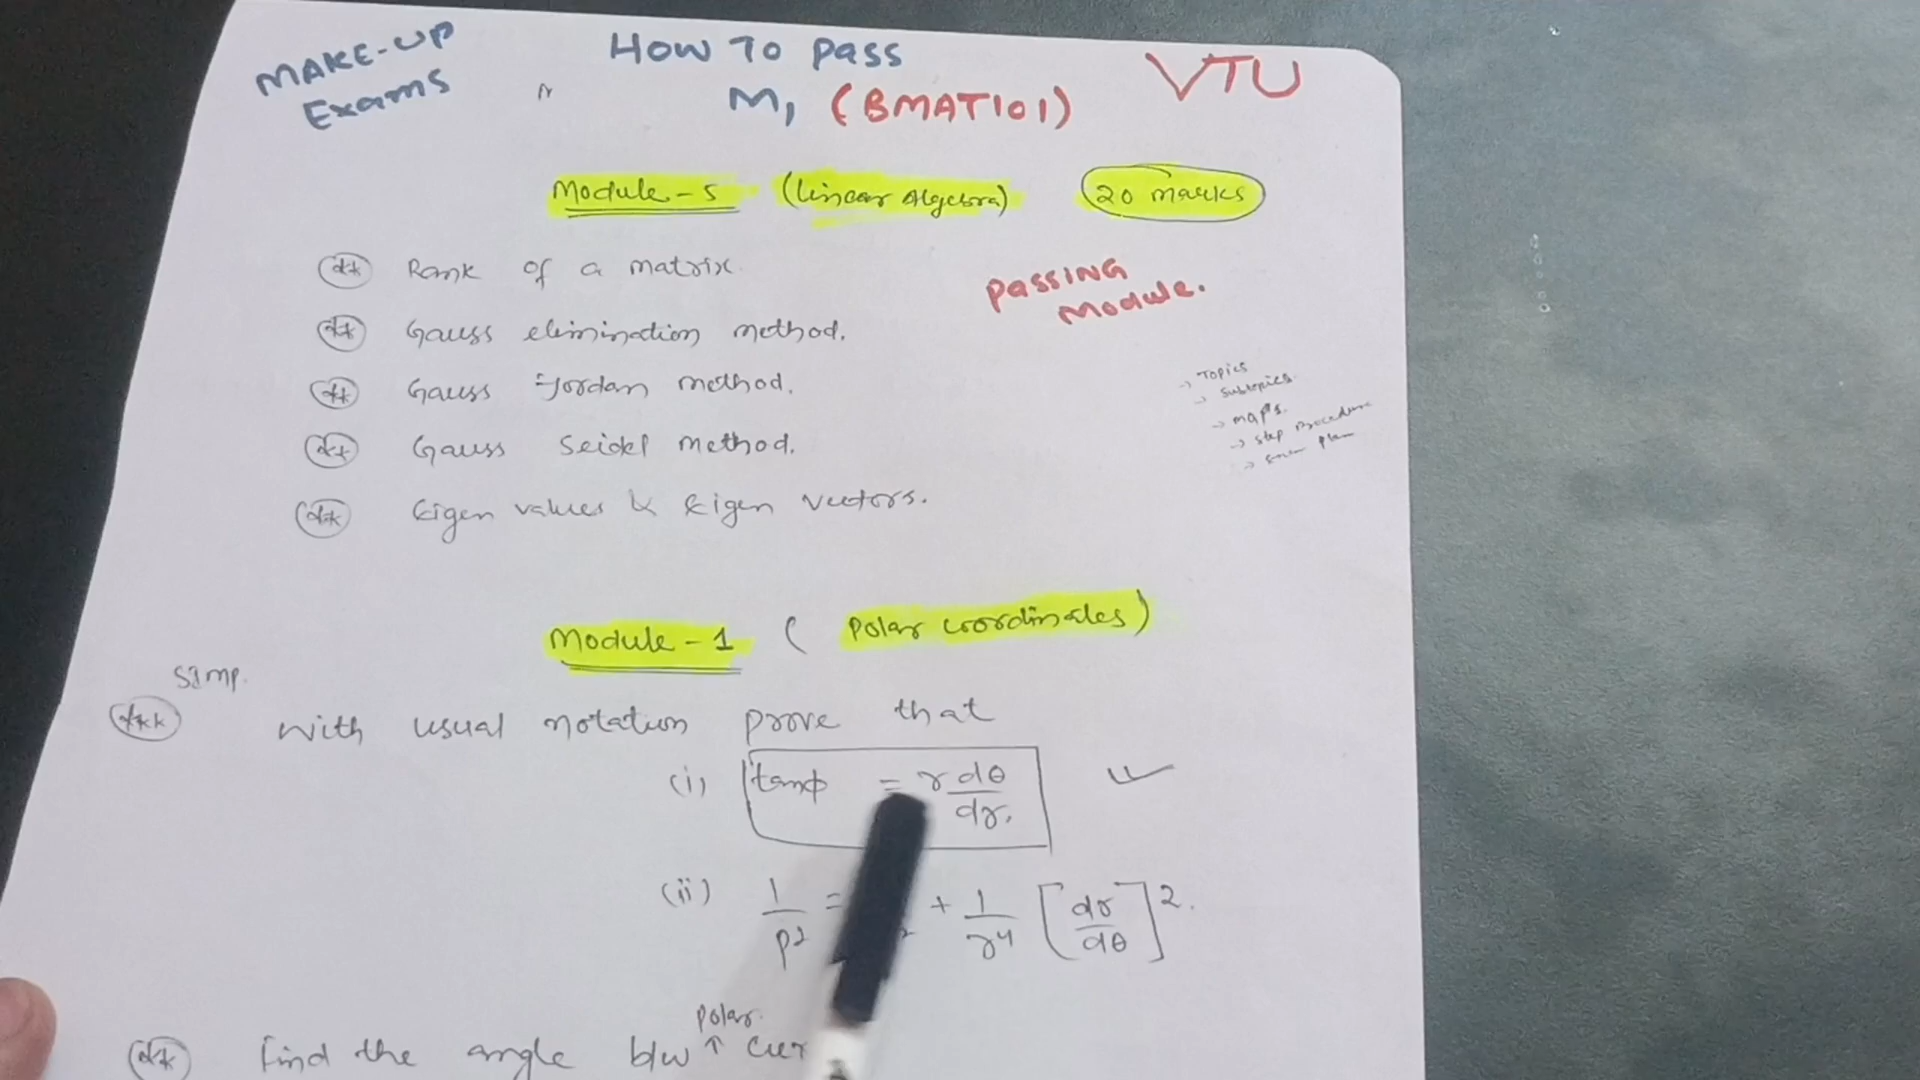 MAKE-UP
Exams
HOW TO pass
M1 (BMAT101)
VTU
Module-5 (Linear Algebra) 20 marks
** Rank of a matrix.
** Gauss elimination method.
** Gauss Jordan method.
** Gauss Seidel method.
** Eigen values & Eigen vectors.
PASSING
Module.
→ Topics
→ Subtopics.
→ step Procedure
Module-1 (Polar coordinates)
*** With usual notation prove that
(i) tanϕ = r dθ/dr.
(ii) 1/p² = + 1/r⁴ [dr/dθ]².
polar
** Find the angle b/w ↑